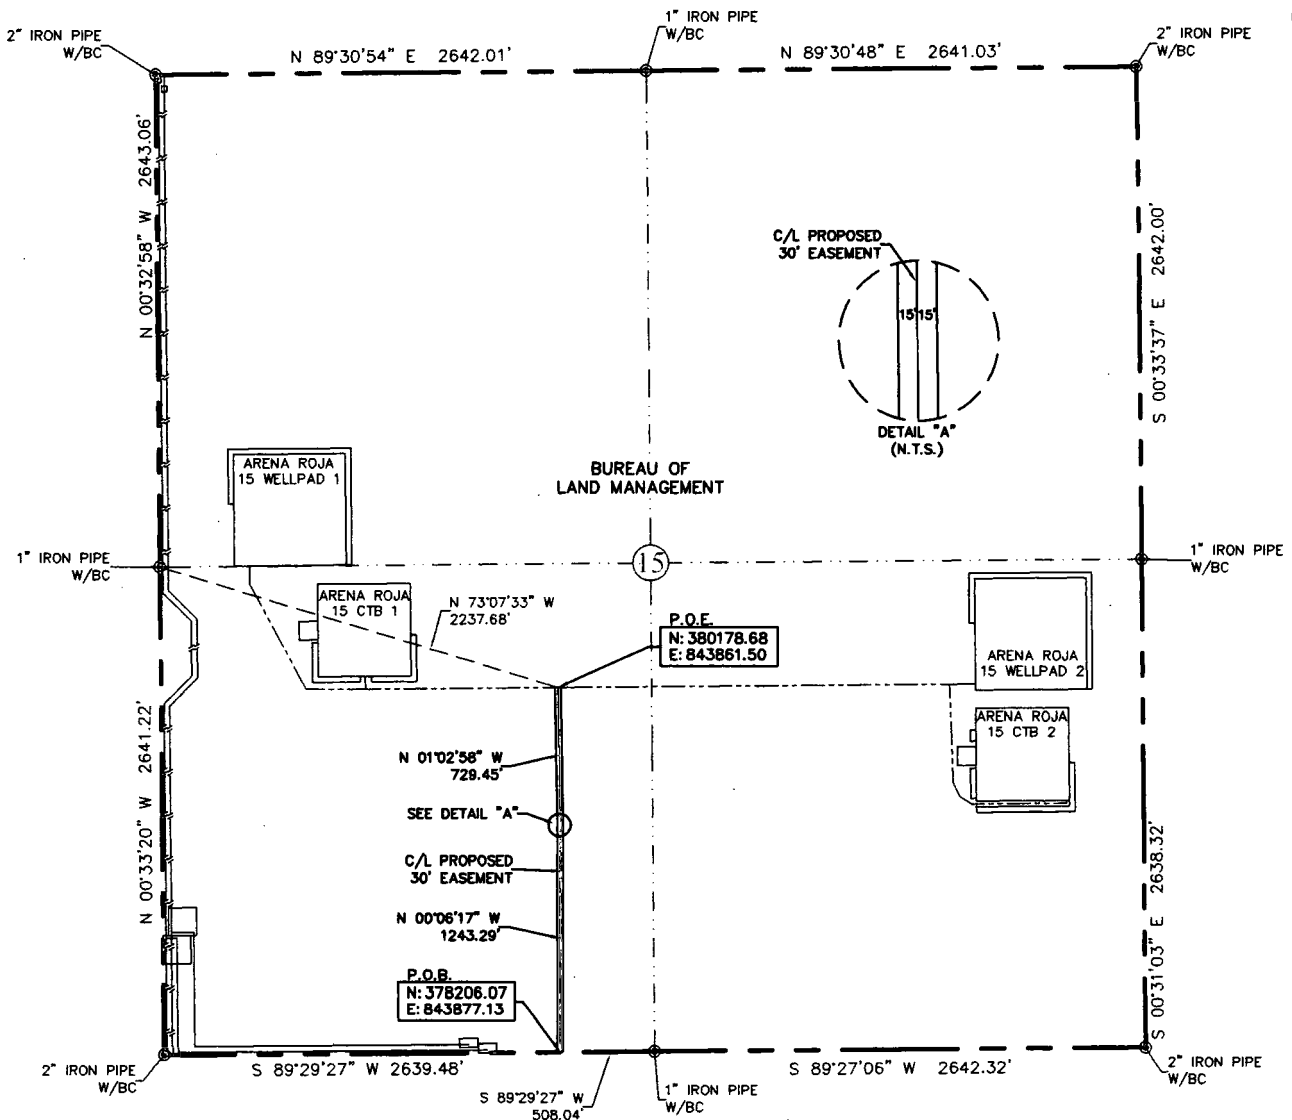 1" IRON PIPE
W/BC
2" IRON PIPE
W/BC
N 89°30'54" E 2642.01'
N 89°30'48" E 2641.03'
2" IRON PIPE
W/BC
N 00°32'58" W 2643.06'
S 00°33'37" E 2642.00'
C/L PROPOSED
30' EASEMENT
15' 15'
DETAIL "A"
(N.T.S.)
ARENA ROJA
15 WELLPAD 1
BUREAU OF
LAND MANAGEMENT
1" IRON PIPE
W/BC
15
1" IRON PIPE
W/BC
ARENA ROJA
15 CTB 1
N 73°07'33" W
2237.68'
P.O.E.
N: 380178.68
E: 843861.50
ARENA ROJA
15 WELLPAD 2
ARENA ROJA
15 CTB 2
N 00°33'20" W 2641.22'
N 01°02'58" W
729.45'
SEE DETAIL "A"
C/L PROPOSED
30' EASEMENT
S 00°31'03" E 2638.32'
N 00°06'17" W
1243.29'
P.O.B.
N: 378206.07
E: 843877.13
2" IRON PIPE
W/BC
S 89°29'27" W 2639.48'
S 89°29'27" W
508.04'
1" IRON PIPE
W/BC
S 89°27'06" W 2642.32'
2" IRON PIPE
W/BC